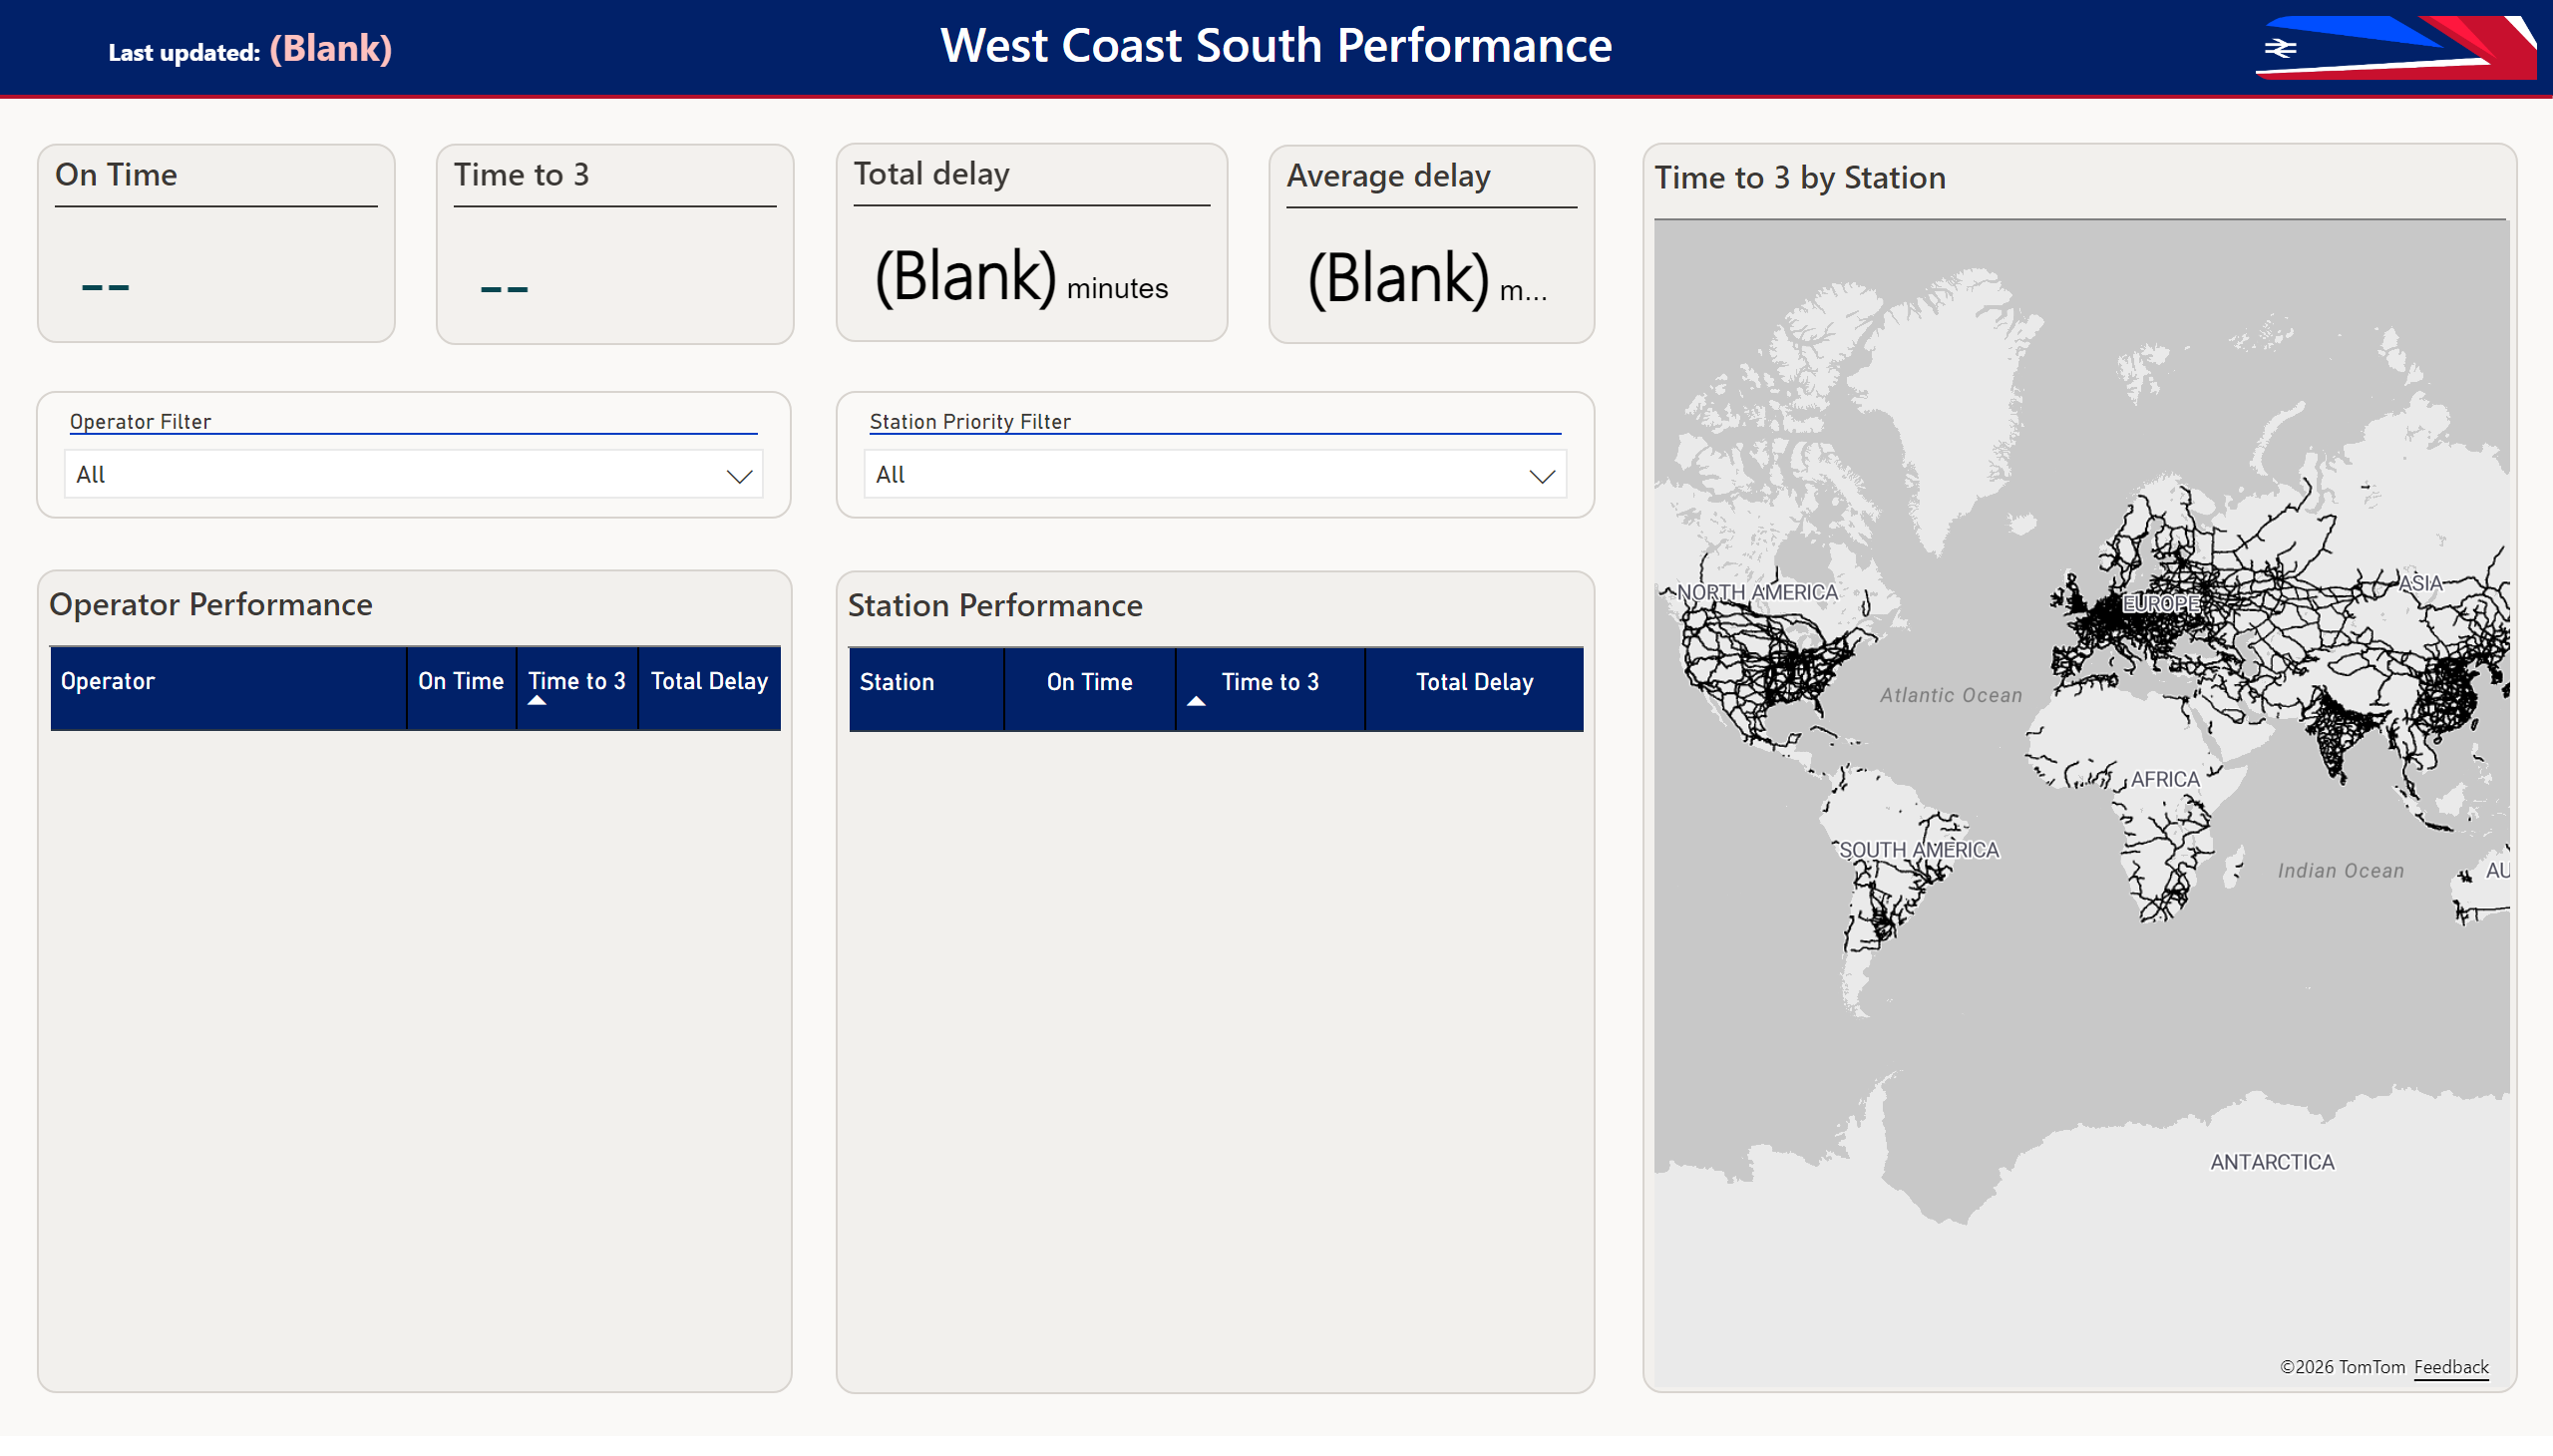 Last updated: (Blank)
West Coast South Performance
On Time
--
Time to 3
--
Total delay
(Blank) minutes
Average delay
(Blank) m...
Operator Filter
All
Station Priority Filter
All
Operator Performance
Operator On Time Time to 3 Total Delay
Station Performance
Station On Time Time to 3 Total Delay
Time to 3 by Station
NORTH AMERICA
EUROPE
ASIA
Atlantic Ocean
AFRICA
SOUTH AMERICA
Indian Ocean
AU
ANTARCTICA
©2026 TomTom Feedback